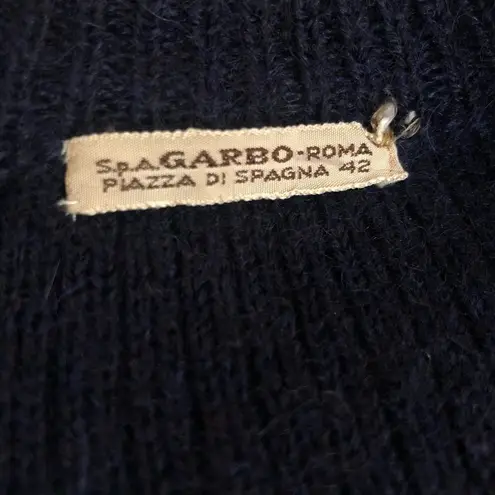 S.p.A GARBO-ROMA
PIAZZA DI SPAGNA 42